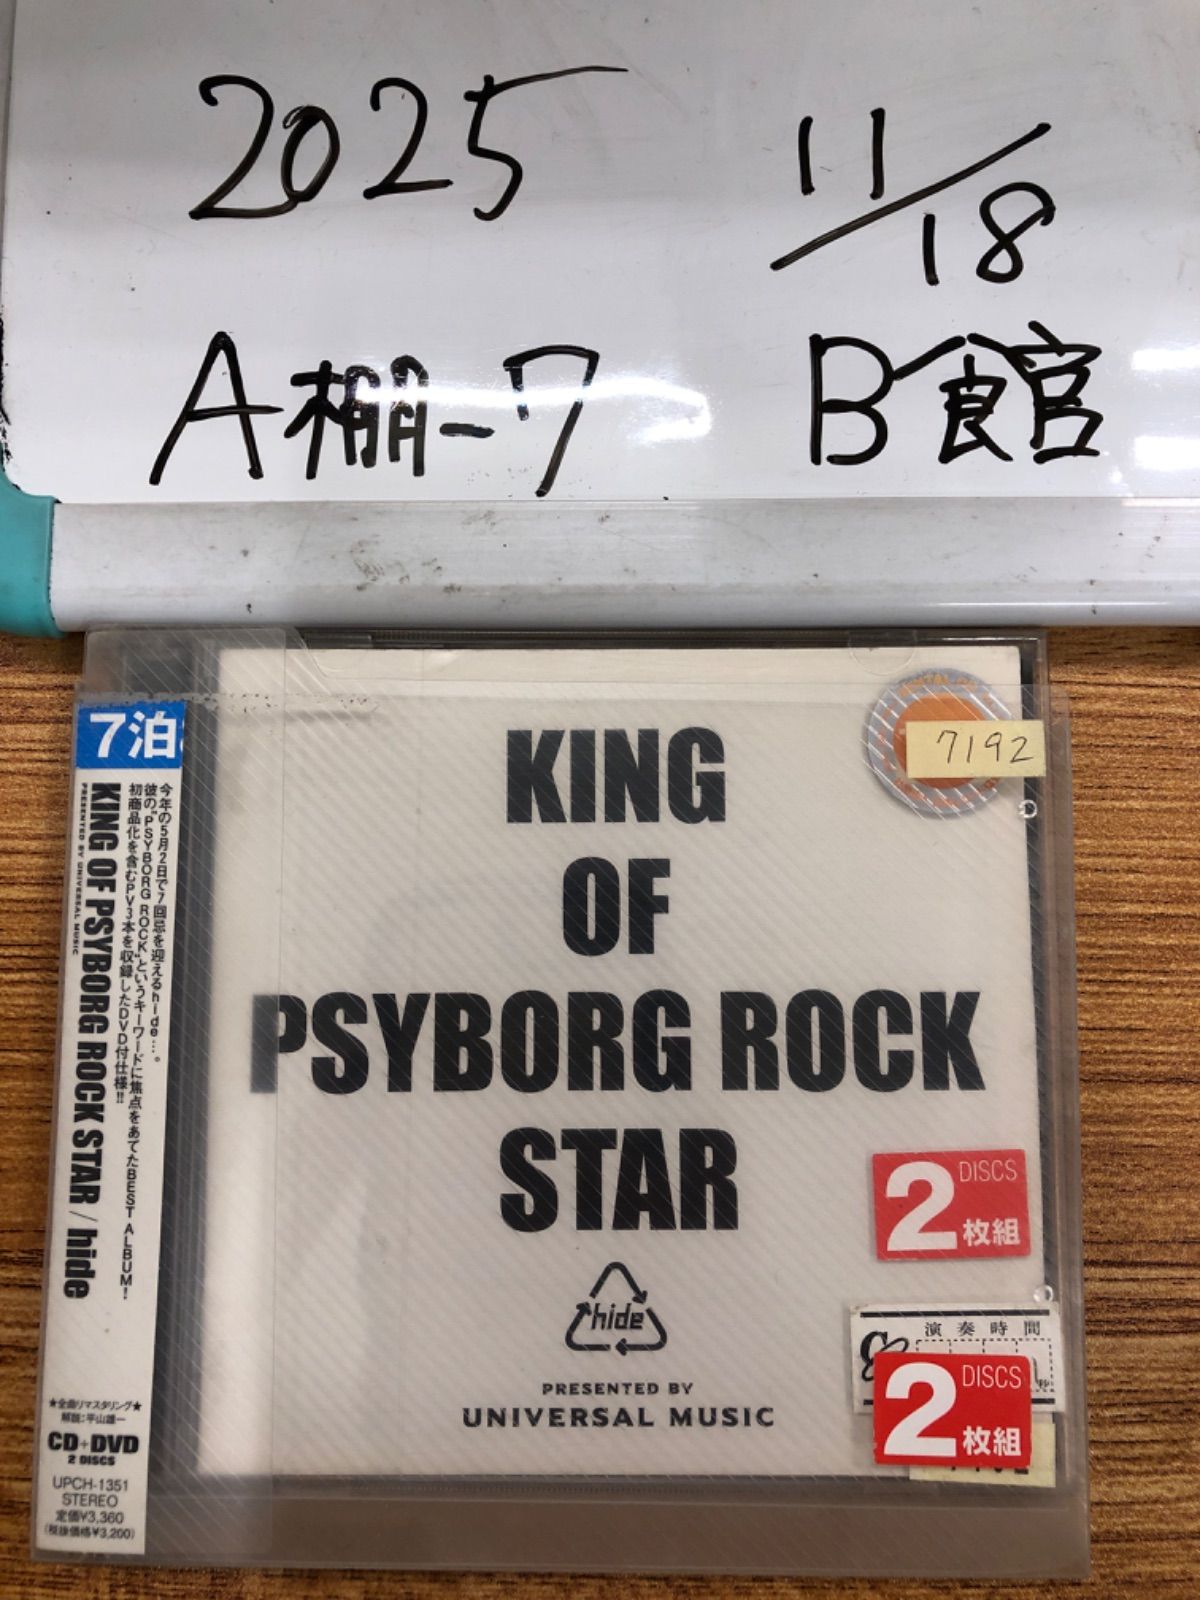 2025 11/18
A棚-7 B館
7泊
今年の5月2日で7回忌を迎えるhide…。
彼の"PSYBORG ROCK"というキーワードに焦点をあてたBEST ALBUM!
初商品化を含むPV3本を収録したDVD付仕様!!
KING OF PSYBORG ROCK STAR / hide
PRESENTED BY UNIVERSAL MUSIC
★全曲リマスタリング★
解説:平山雄一
CD+DVD
2 DISCS
UPCH-1351
STEREO
定価¥3,360
(税抜価格¥3,200)
7192
KING
OF
PSYBORG ROCK
STAR
hide
PRESENTED BY
UNIVERSAL MUSIC
2 DISCS
枚組
演奏時間
2 DISCS
枚組